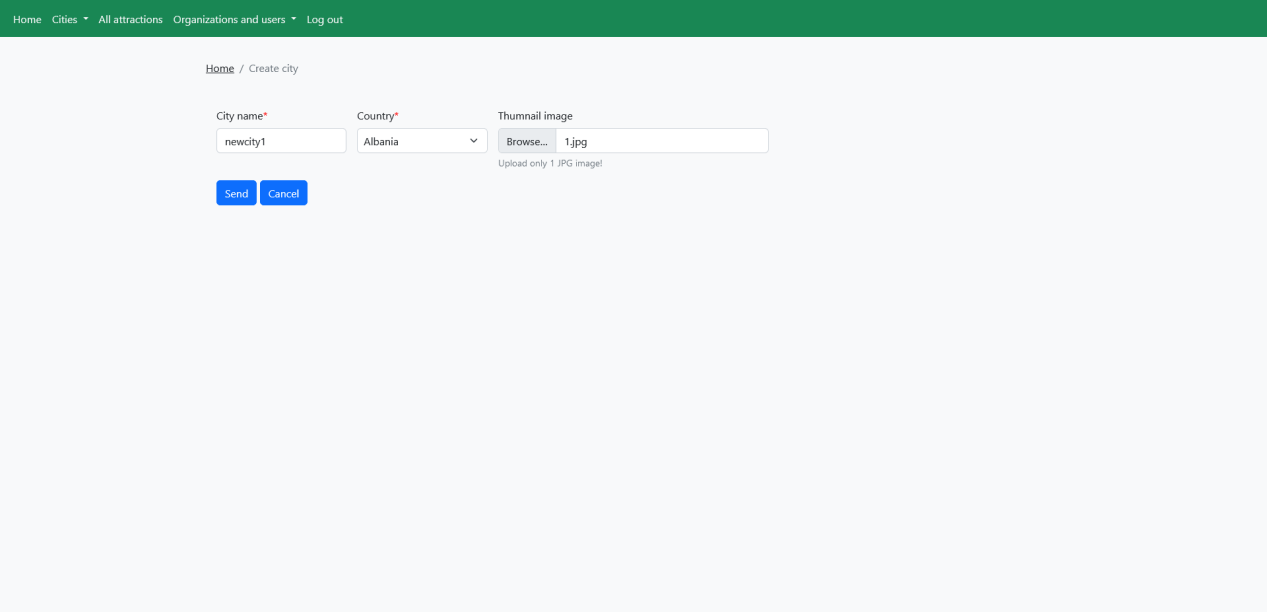 Home Cities All attractions Organizations and users Log out
Home / Create city
City name* Country* Thumnail image
newcity1 Albania Browse... 1.jpg
Upload only 1 JPG image!
Send Cancel